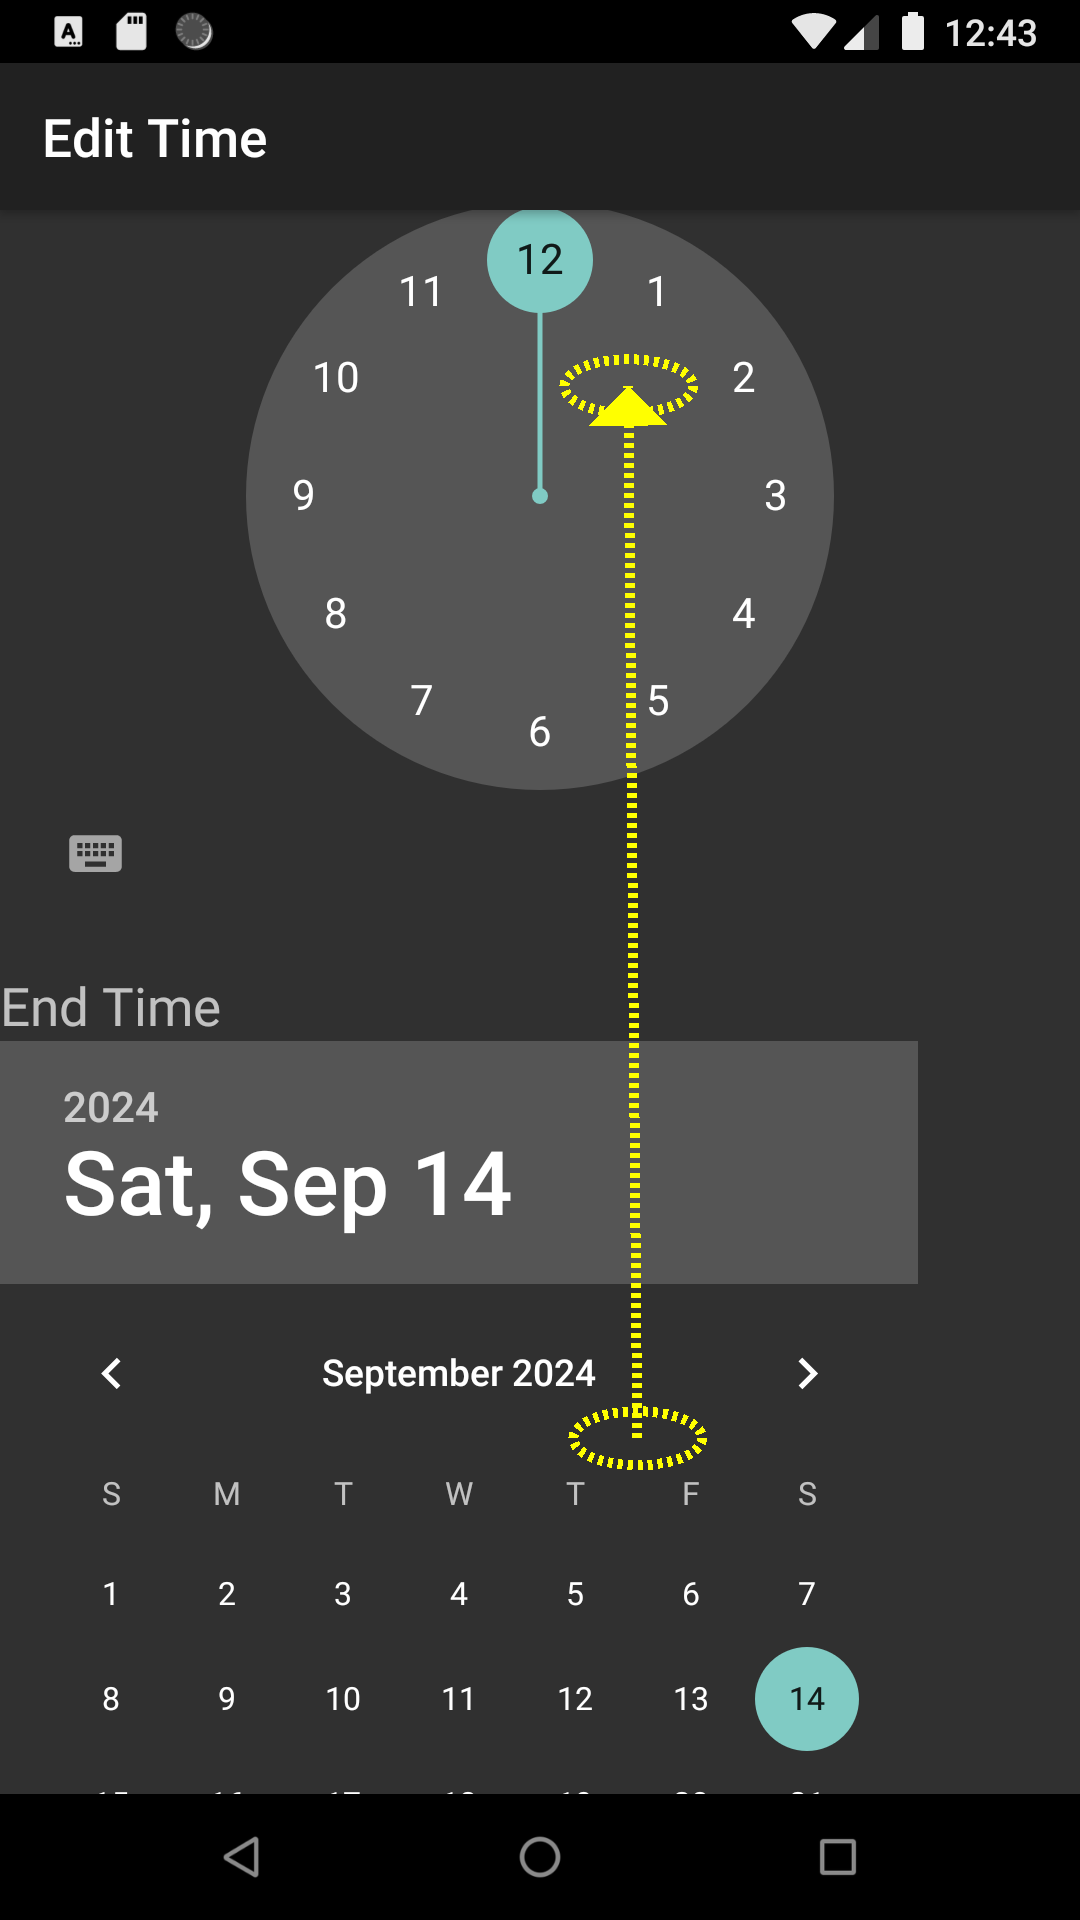 12:43
Edit Time
12
11 1
10 2
9 3
8 4
7 5
6
End Time
2024
Sat, Sep 14
September 2024
S M T W T F S
1 2 3 4 5 6 7
8 9 10 11 12 13 14